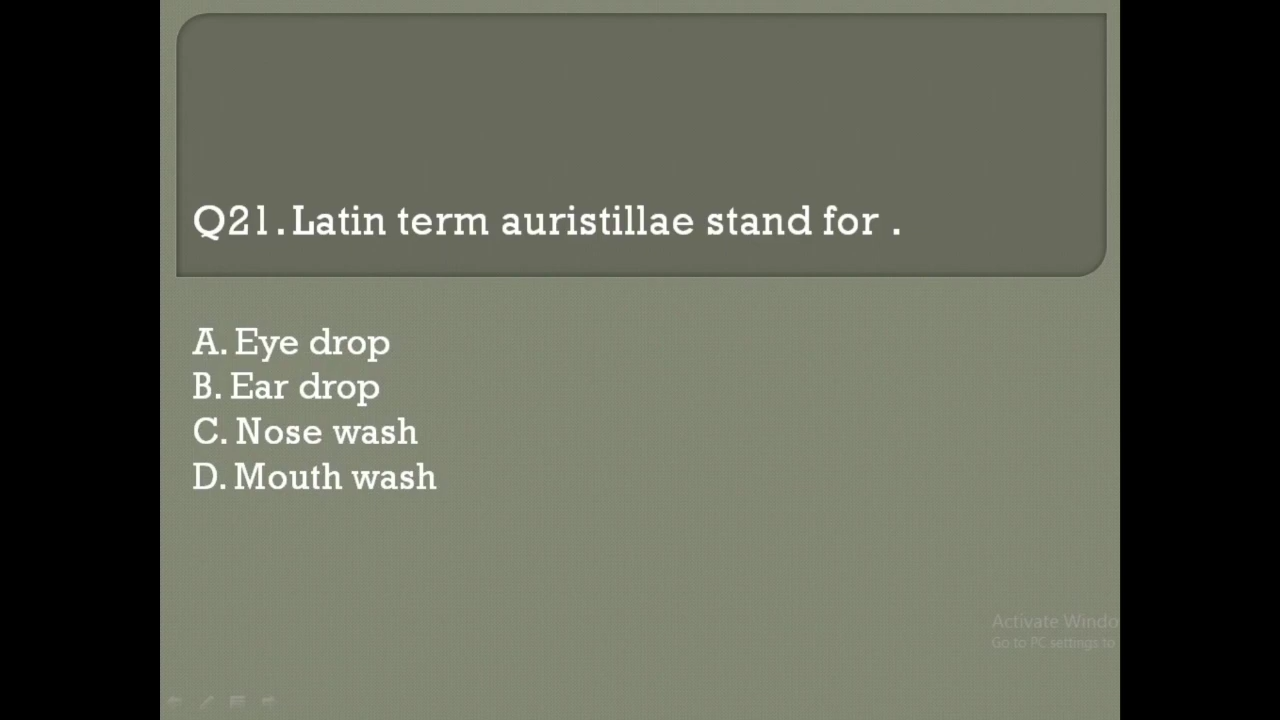 Q21. Latin term auristillae stand for .
A. Eye drop
B. Ear drop
C. Nose wash
D. Mouth wash
Activate Windo
Go to PC settings to